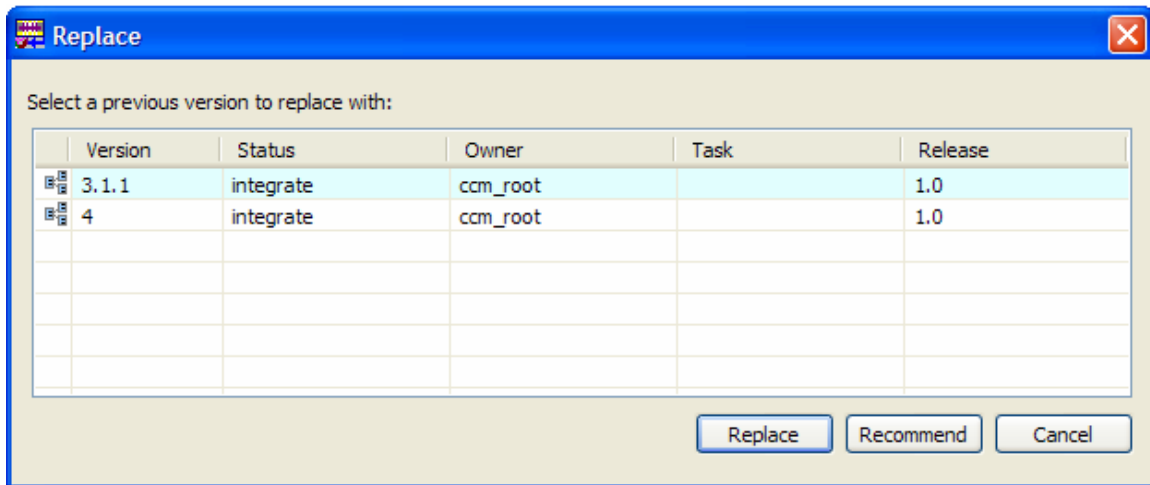 Replace
Select a previous version to replace with:
Version Status Owner Task Release
3.1.1 integrate ccm_root 1.0
4 integrate ccm_root 1.0
Replace Recommend Cancel